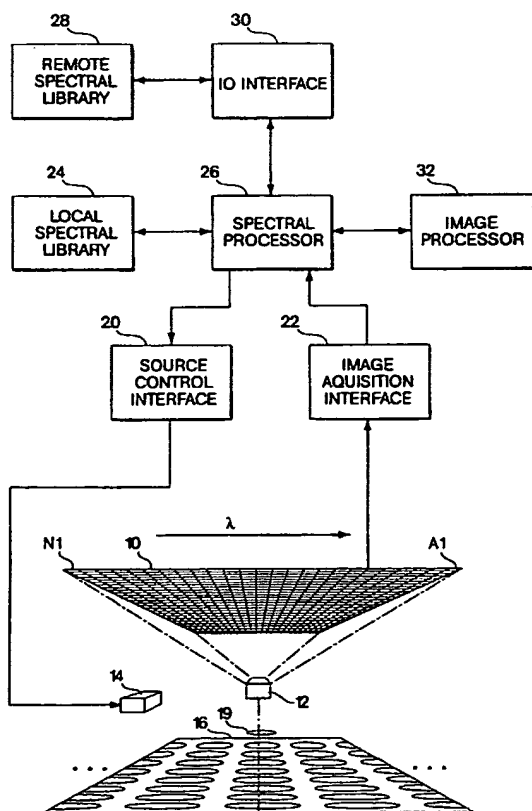 28
REMOTE
SPECTRAL
LIBRARY
30
IO INTERFACE
24
LOCAL
SPECTRAL
LIBRARY
26
SPECTRAL
PROCESSOR
32
IMAGE
PROCESSOR
20
SOURCE
CONTROL
INTERFACE
22
IMAGE
AQUISITION
INTERFACE
λ
N1
10
A1
14
12
19
16
... ...